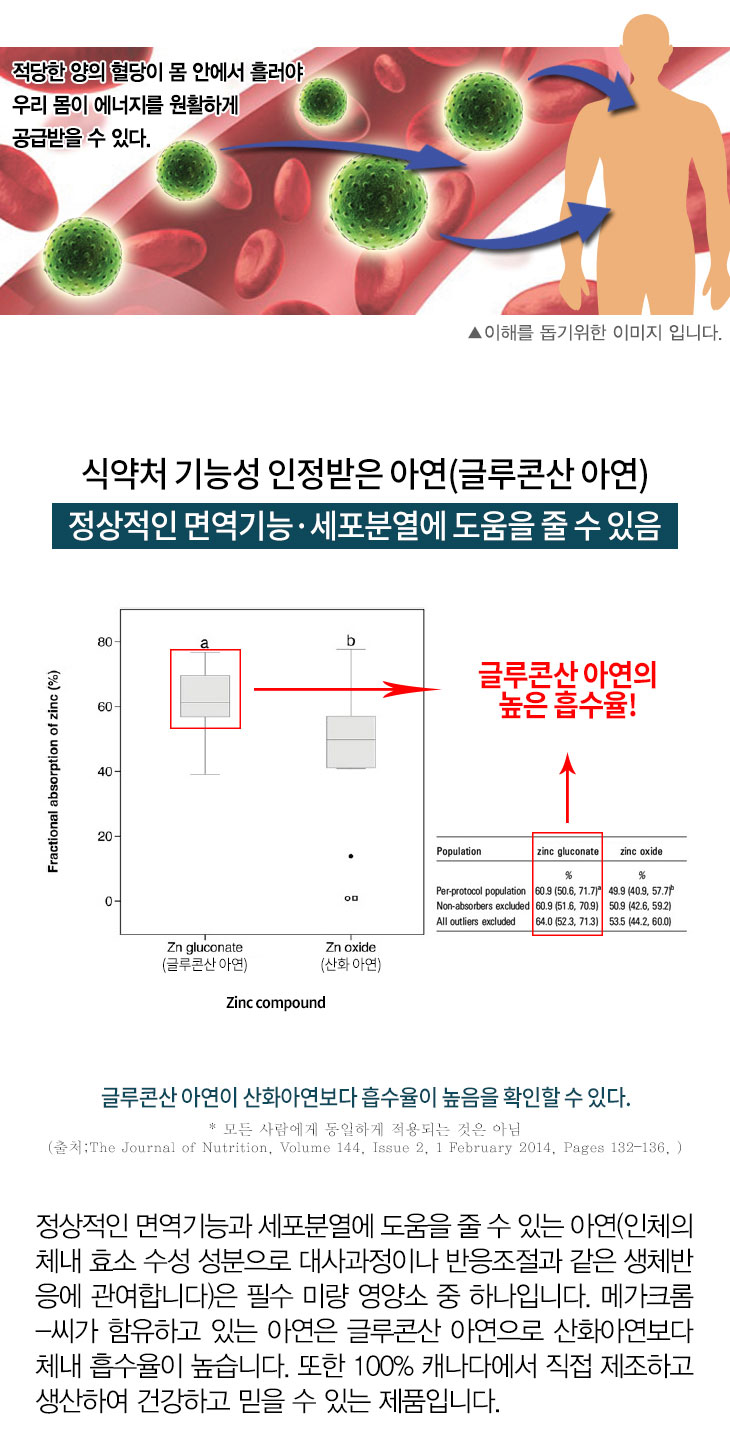 적당한 양의 혈당이 몸 안에서 흘러야
우리 몸이 에너지를 원활하게
공급받을 수 있다.
▲이해를 돕기위한 이미지 입니다.
식약처 기능성 인정받은 아연(글루콘산 아연)
정상적인 면역기능·세포분열에 도움을 줄 수 있음
Fractional absorption of zinc (%)
80
60
40
20
0
a
b
Zn gluconate
(글루콘산 아연)
Zn oxide
(산화 아연)
Zinc compound
글루콘산 아연의
높은 흡수율!
Population zinc gluconate zinc oxide
% %
Per-protocol population 60.9 (50.6, 71.7)a 49.9 (40.9, 57.7)b
Non-absorbers excluded 60.9 (51.6, 70.9) 50.9 (42.6, 59.2)
All outliers excluded 64.0 (52.3, 71.3) 53.5 (44.2, 60.0)
글루콘산 아연이 산화아연보다 흡수율이 높음을 확인할 수 있다.
* 모든 사람에게 동일하게 적용되는 것은 아님
(출처;The Journal of Nutrition, Volume 144, Issue 2, 1 February 2014, Pages 132-136, )
정상적인 면역기능과 세포분열에 도움을 줄 수 있는 아연(인체의
체내 효소 수성 성분으로 대사과정이나 반응조절과 같은 생체반
응에 관여합니다)은 필수 미량 영양소 중 하나입니다. 메가크롬
-씨가 함유하고 있는 아연은 글루콘산 아연으로 산화아연보다
체내 흡수율이 높습니다. 또한 100% 캐나다에서 직접 제조하고
생산하여 건강하고 믿을 수 있는 제품입니다.